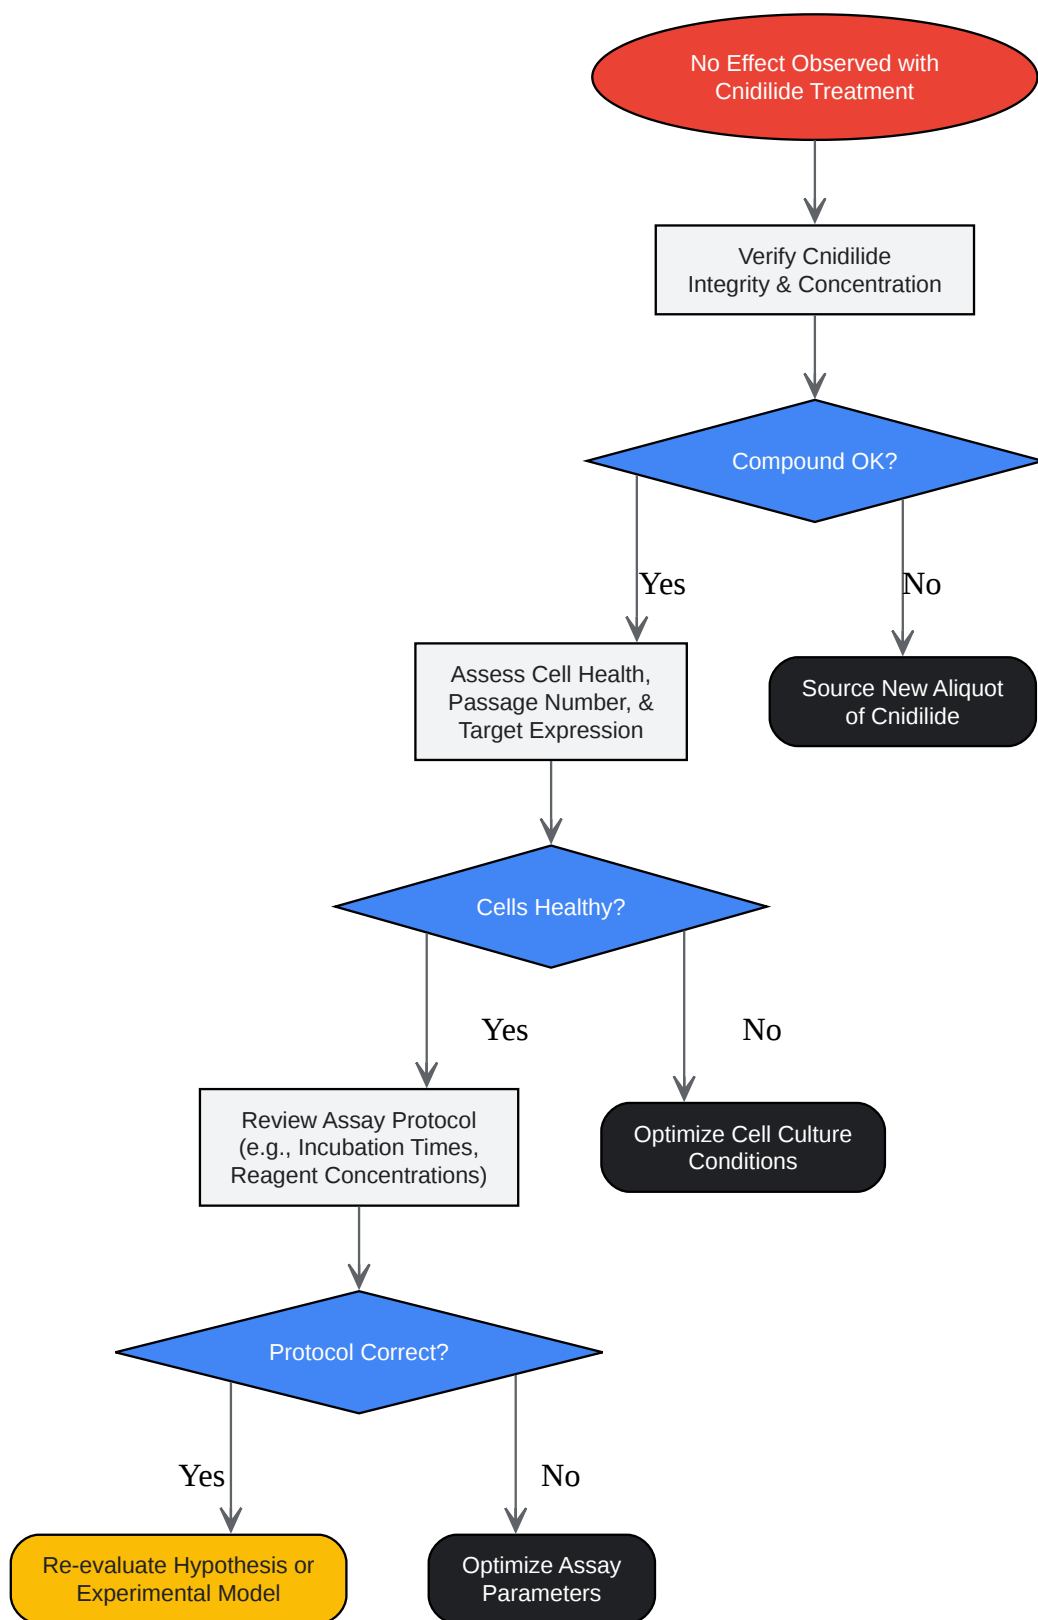 No Effect Observed with
Cnidilide Treatment
Verify Cnidilide
Integrity & Concentration
Compound OK?
Yes
No
Assess Cell Health,
Passage Number, &
Target Expression
Source New Aliquot
of Cnidilide
Cells Healthy?
Yes
No
Review Assay Protocol
(e.g., Incubation Times,
Reagent Concentrations)
Optimize Cell Culture
Conditions
Protocol Correct?
Yes
No
Re-evaluate Hypothesis or
Experimental Model
Optimize Assay
Parameters